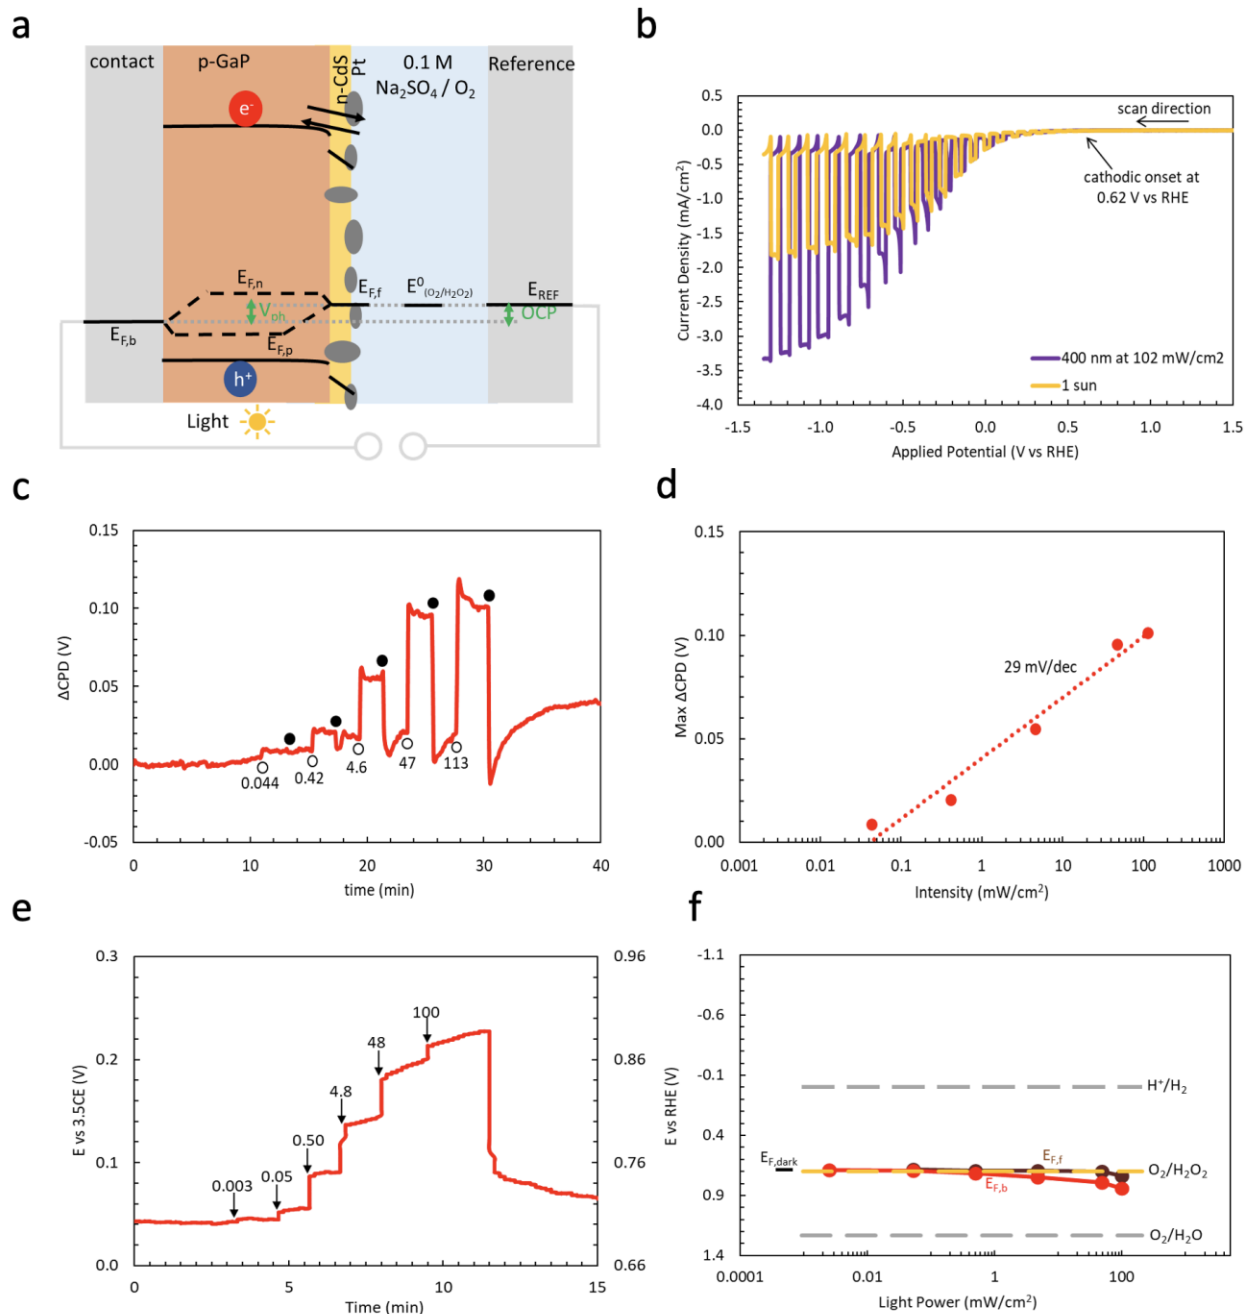 a
contact
p-GaP
n-CdS
Pt
0.1 M
Na₂SO₄ / O₂
Reference
e⁻
E_F,n
V_ph
E_F,b
E_F,p
E_F,f
E⁰(O₂/H₂O₂)
E_REF
OCP
h⁺
Light
b
0.5
0.0
-0.5
-1.0
-1.5
-2.0
-2.5
-3.0
-3.5
-4.0
Current Density (mA/cm²)
scan direction
cathodic onset at
0.62 V vs RHE
400 nm at 102 mW/cm2
1 sun
-1.5 -1.0 -0.5 0.0 0.5 1.0 1.5
Applied Potential (V vs RHE)
c
0.15
0.10
0.05
0.00
-0.05
ΔCPD (V)
0.044
0.42
4.6
47
113
0 10 20 30 40
time (min)
d
0.15
0.10
0.05
0.00
Max ΔCPD (V)
29 mV/dec
0.001 0.01 0.1 1 10 100 1000
Intensity (mW/cm²)
e
0.3
0.2
0.1
0.0
E vs 3.5CE (V)
0.003
0.05
0.50
4.8
48
100
0.96
0.86
0.76
0.66
0 5 10 15
Time (min)
f
-1.1
-0.6
-0.1
0.4
0.9
1.4
E vs RHE (V)
H⁺/H₂
E_F,dark
E_F,f
E_F,b
O₂/H₂O₂
O₂/H₂O
0.0001 0.01 1 100
Light Power (mW/cm²)